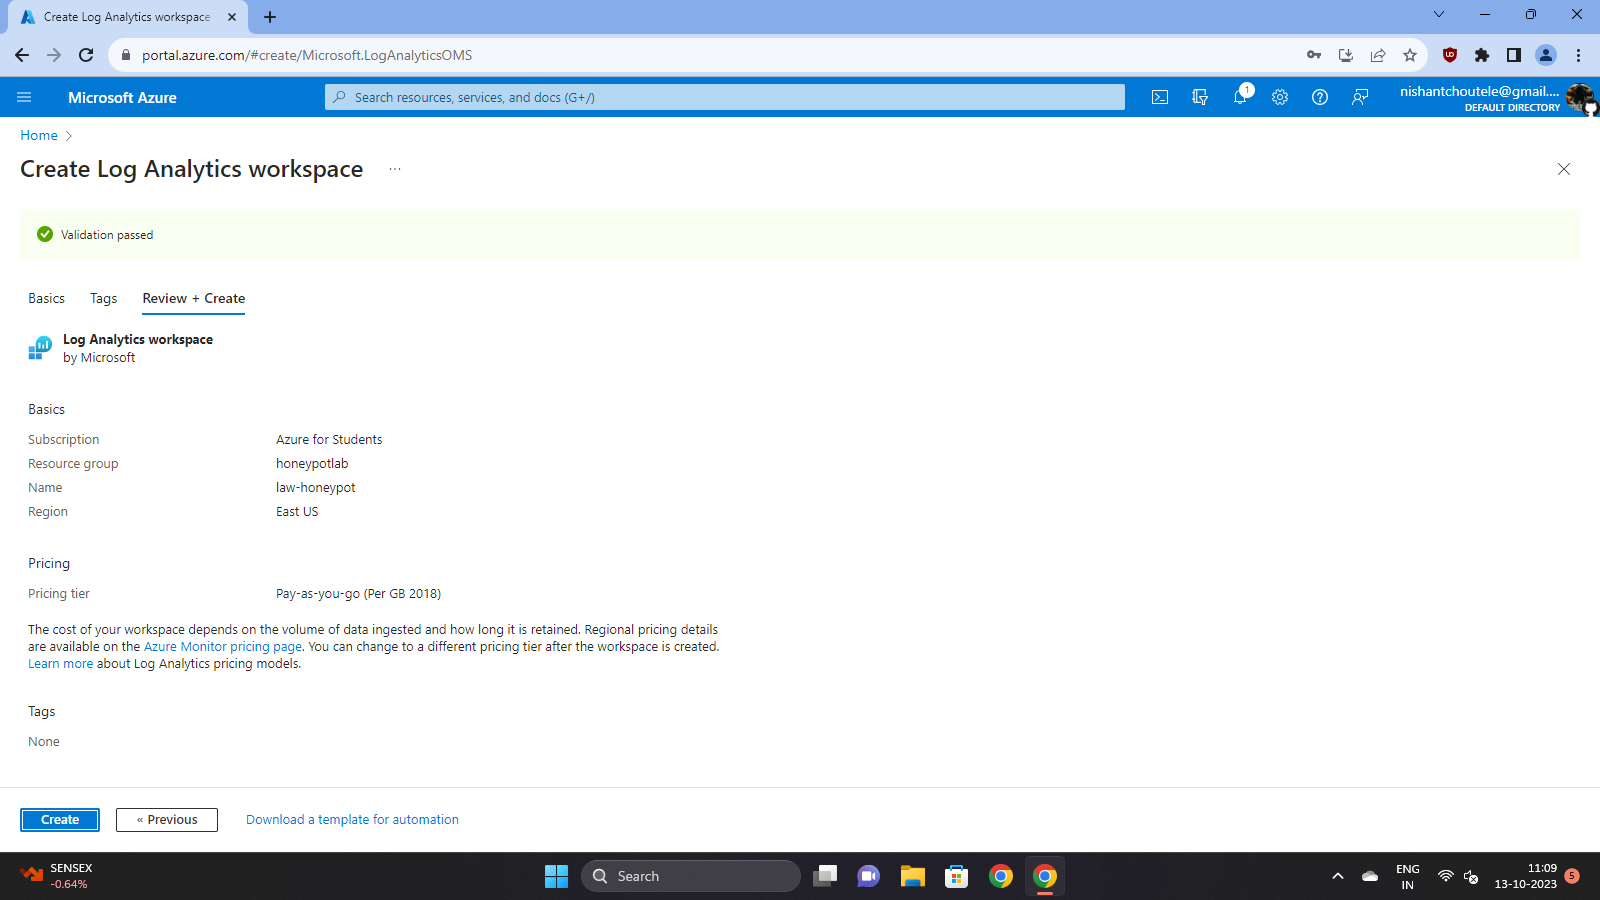 Create Log Analytics workspace
portal.azure.com/#create/Microsoft.LogAnalyticsOMS
Microsoft Azure
Search resources, services, and docs (G+/)
1
nishantchoutele@gmail....
DEFAULT DIRECTORY
Home
Create Log Analytics workspace
...
Validation passed
Basics
Tags
Review + Create
Log Analytics workspace
by Microsoft
Basics
Subscription Azure for Students
Resource group honeypotlab
Name law-honeypot
Region East US
Pricing
Pricing tier Pay-as-you-go (Per GB 2018)
The cost of your workspace depends on the volume of data ingested and how long it is retained. Regional pricing details
are available on the Azure Monitor pricing page. You can change to a different pricing tier after the workspace is created.
Learn more about Log Analytics pricing models.
Tags
None
Create
« Previous
Download a template for automation
SENSEX
-0.64%
Search
ENG
IN
11:09
13-10-2023
5